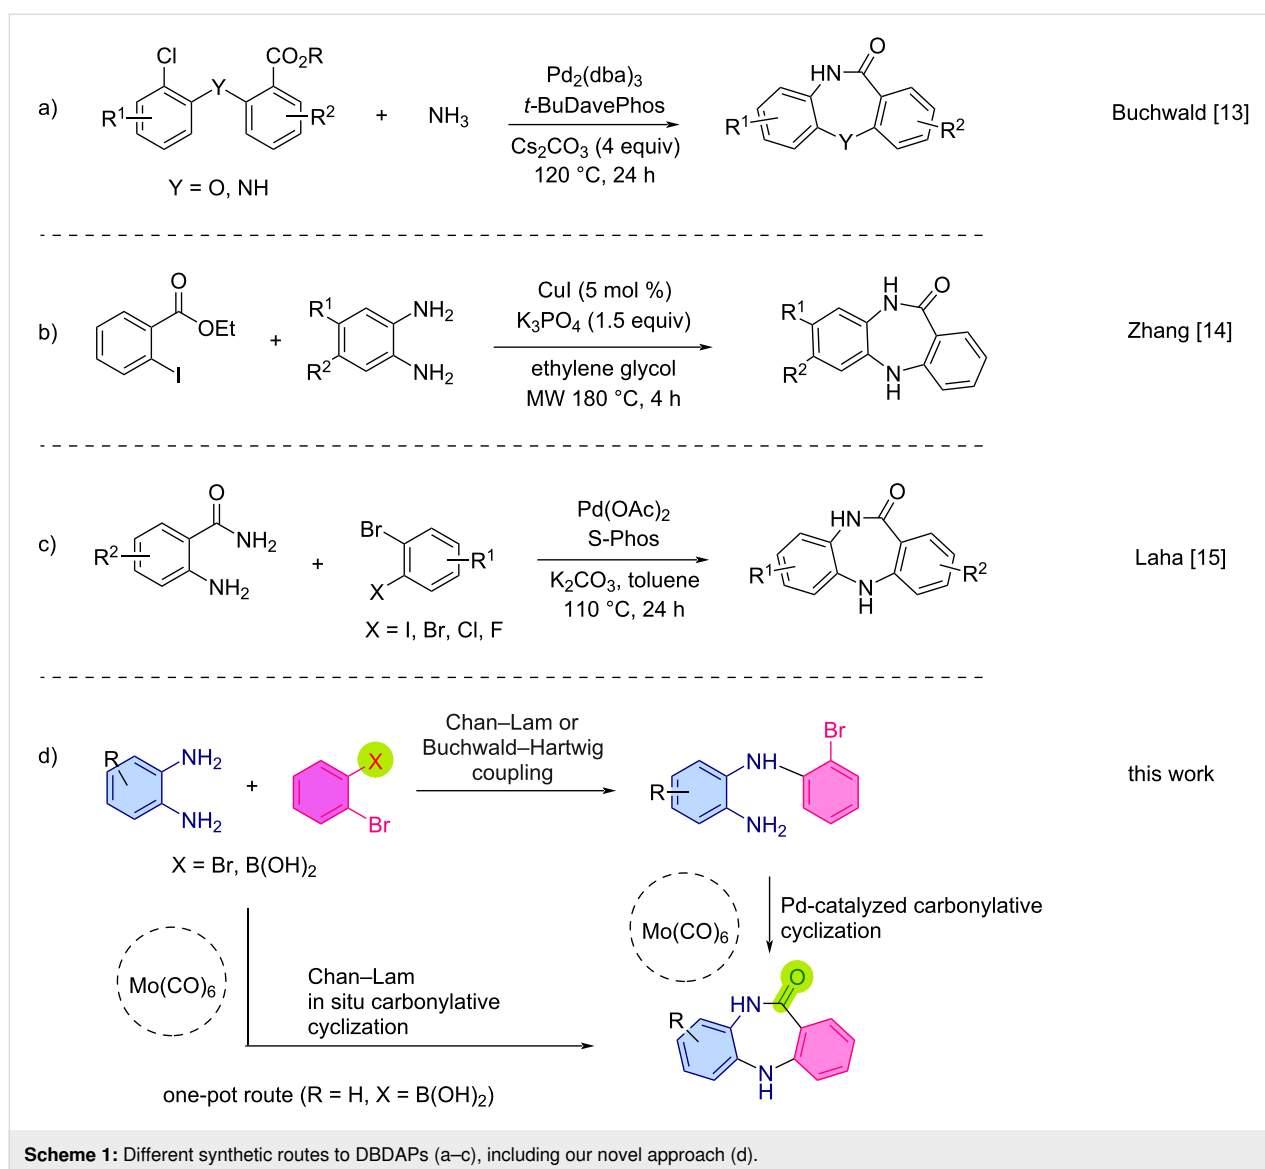 a)
Cl
CO₂R
Y
R¹
R²
+
NH₃
Pd₂(dba)₃
t-BuDavePhos
Cs₂CO₃ (4 equiv)
120 °C, 24 h
HN
O
R¹
Y
R²
Buchwald [13]
Y = O, NH
b)
O
OEt
I
+
R¹
NH₂
R²
NH₂
CuI (5 mol %)
K₃PO₄ (1.5 equiv)
ethylene glycol
MW 180 °C, 4 h
H
N
O
R¹
R²
N
H
Zhang [14]
c)
O
R²
NH₂
NH₂
+
Br
R¹
X
X = I, Br, Cl, F
Pd(OAc)₂
S-Phos
K₂CO₃, toluene
110 °C, 24 h
O
HN
R¹
N
H
R²
Laha [15]
d)
R
NH₂
NH₂
+
X
Br
X = Br, B(OH)₂
Chan–Lam or
Buchwald–Hartwig
coupling
Br
NH
R
NH₂
this work
Mo(CO)₆
Pd-catalyzed carbonylative
cyclization
Mo(CO)₆
Chan–Lam
in situ carbonylative
cyclization
one-pot route (R = H, X = B(OH)₂)
O
HN
R
N
H
Scheme 1: Different synthetic routes to DBDAPs (a–c), including our novel approach (d).